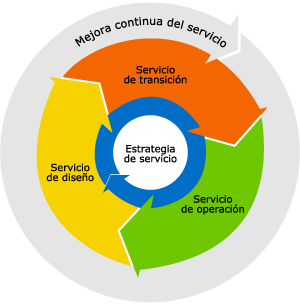 Mejora continua del servicio
Servicio
de transición
Estrategia
de servicio
Servicio
de diseño
Servicio
de operación